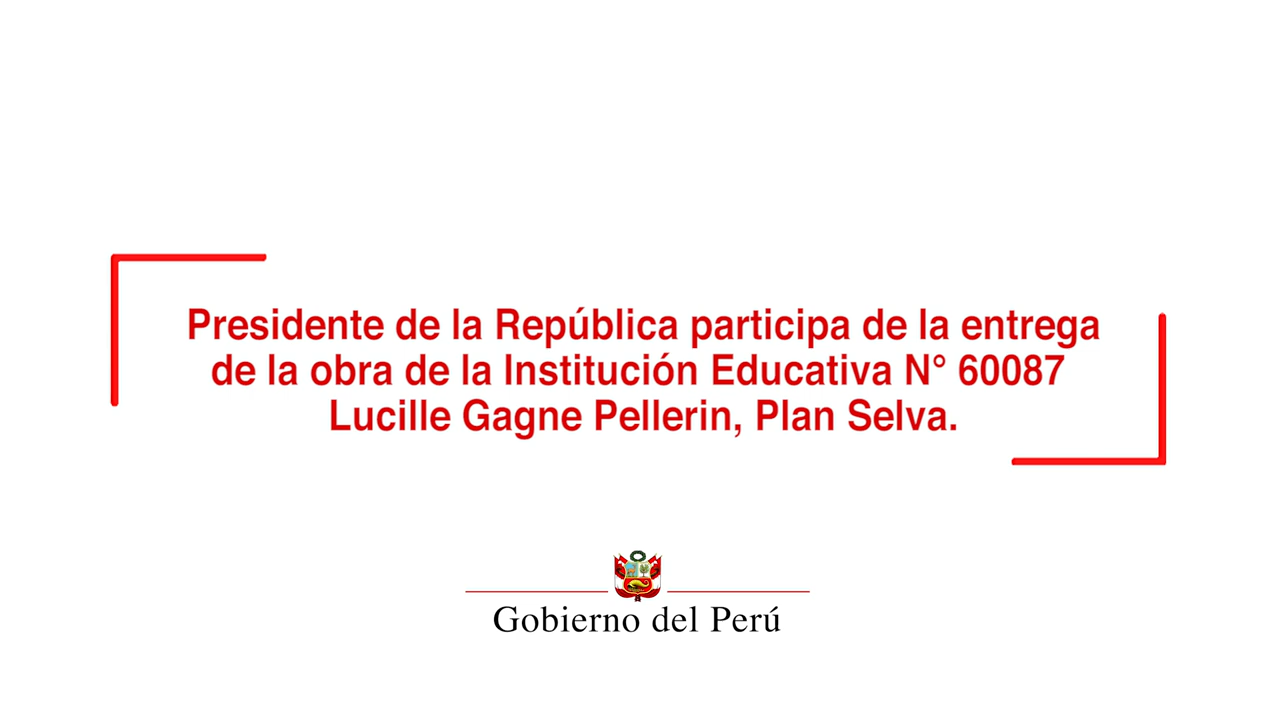 Presidente de la República participa de la entrega
de la obra de la Institución Educativa N° 60087
Lucille Gagne Pellerin, Plan Selva.
Gobierno del Perú